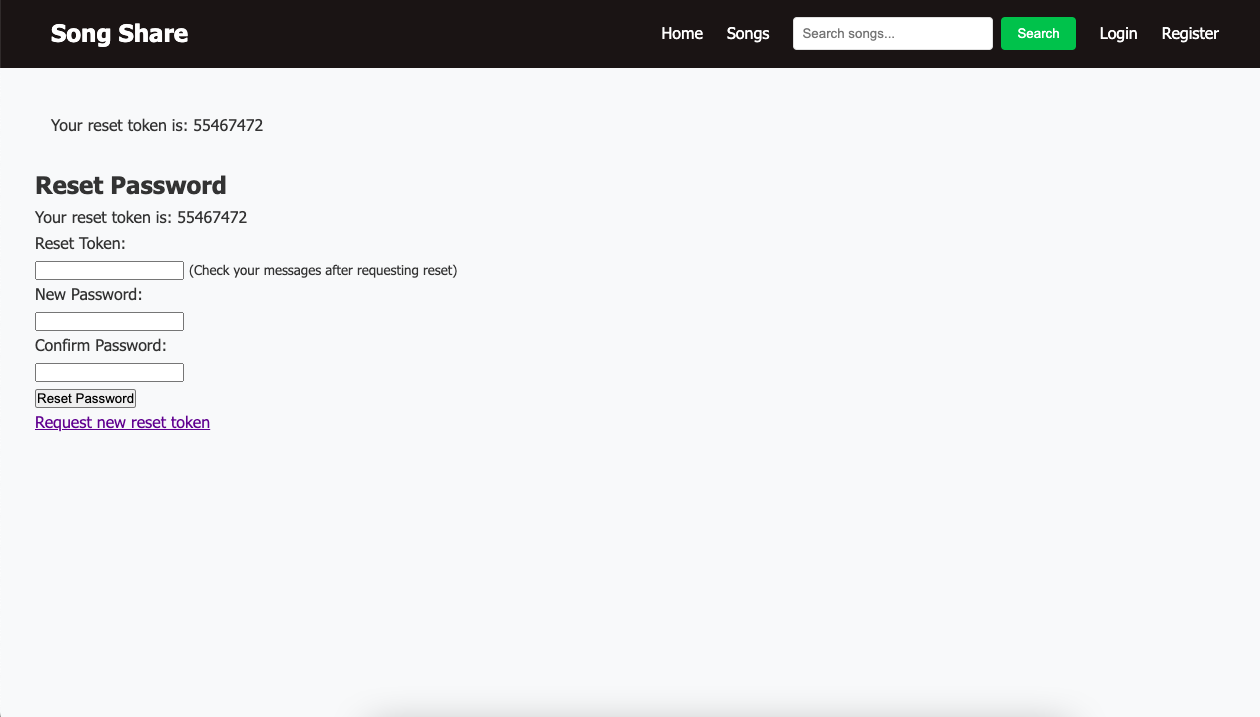 Song Share
Home Songs Search songs... Search Login Register
Your reset token is: 55467472
Reset Password
Your reset token is: 55467472
Reset Token:
(Check your messages after requesting reset)
New Password:
Confirm Password:
Reset Password
Request new reset token